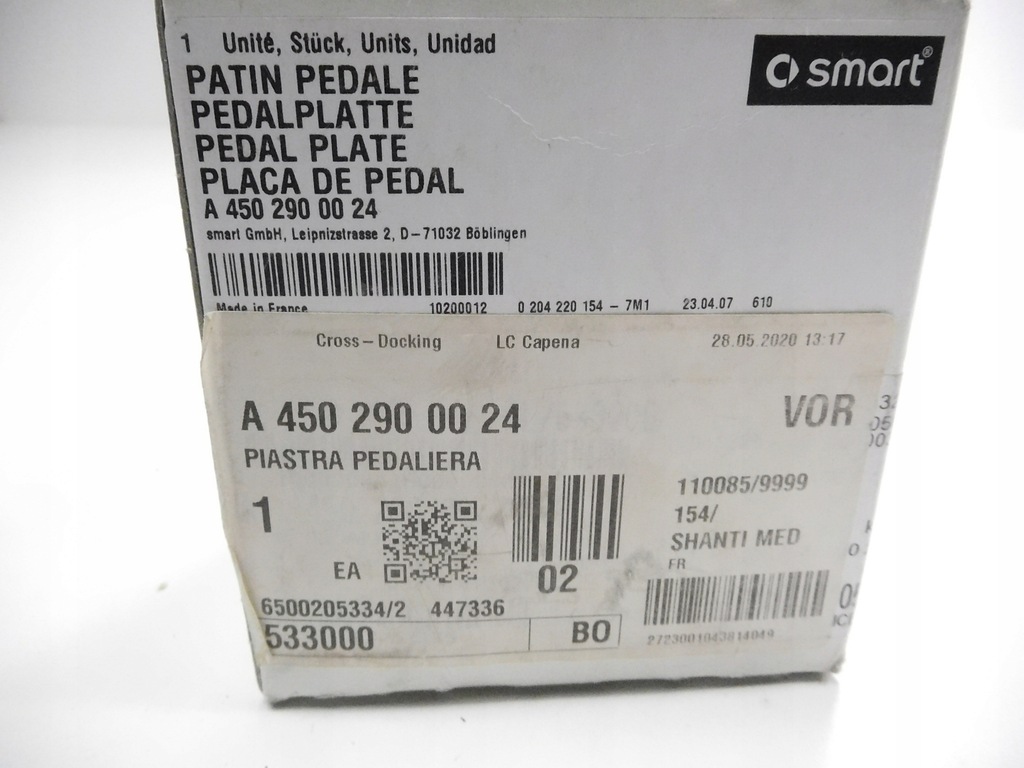 1 Unité, Stück, Units, Unidad
smart®
PATIN PEDALE
PEDALPLATTE
PEDAL PLATE
PLACA DE PEDAL
A 450 290 00 24
smart GmbH, Leipnizstrasse 2, D-71032 Böblingen
Made in France 10200012 0 204 220 154 - 7M1 23.04.07 610
Cross-Docking LC Capena 28.05.2020 13:17
A 450 290 00 24 VOR
PIASTRA PEDALIERA
1
110085/9999
154/
SHANTI MED
FR
EA
02
6500205334/2 447336
533000 BO
2723001043814049